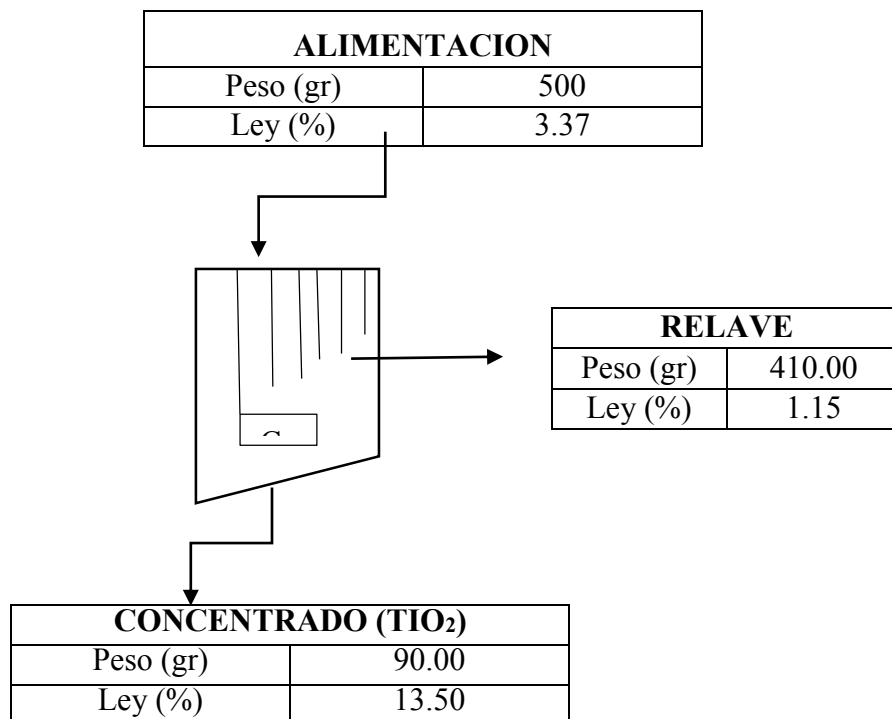 ALIMENTACION
Peso (gr) 500
Ley (%) 3.37
RELAVE
Peso (gr) 410.00
Ley (%) 1.15
CONCENTRADO (TIO₂)
Peso (gr) 90.00
Ley (%) 13.50